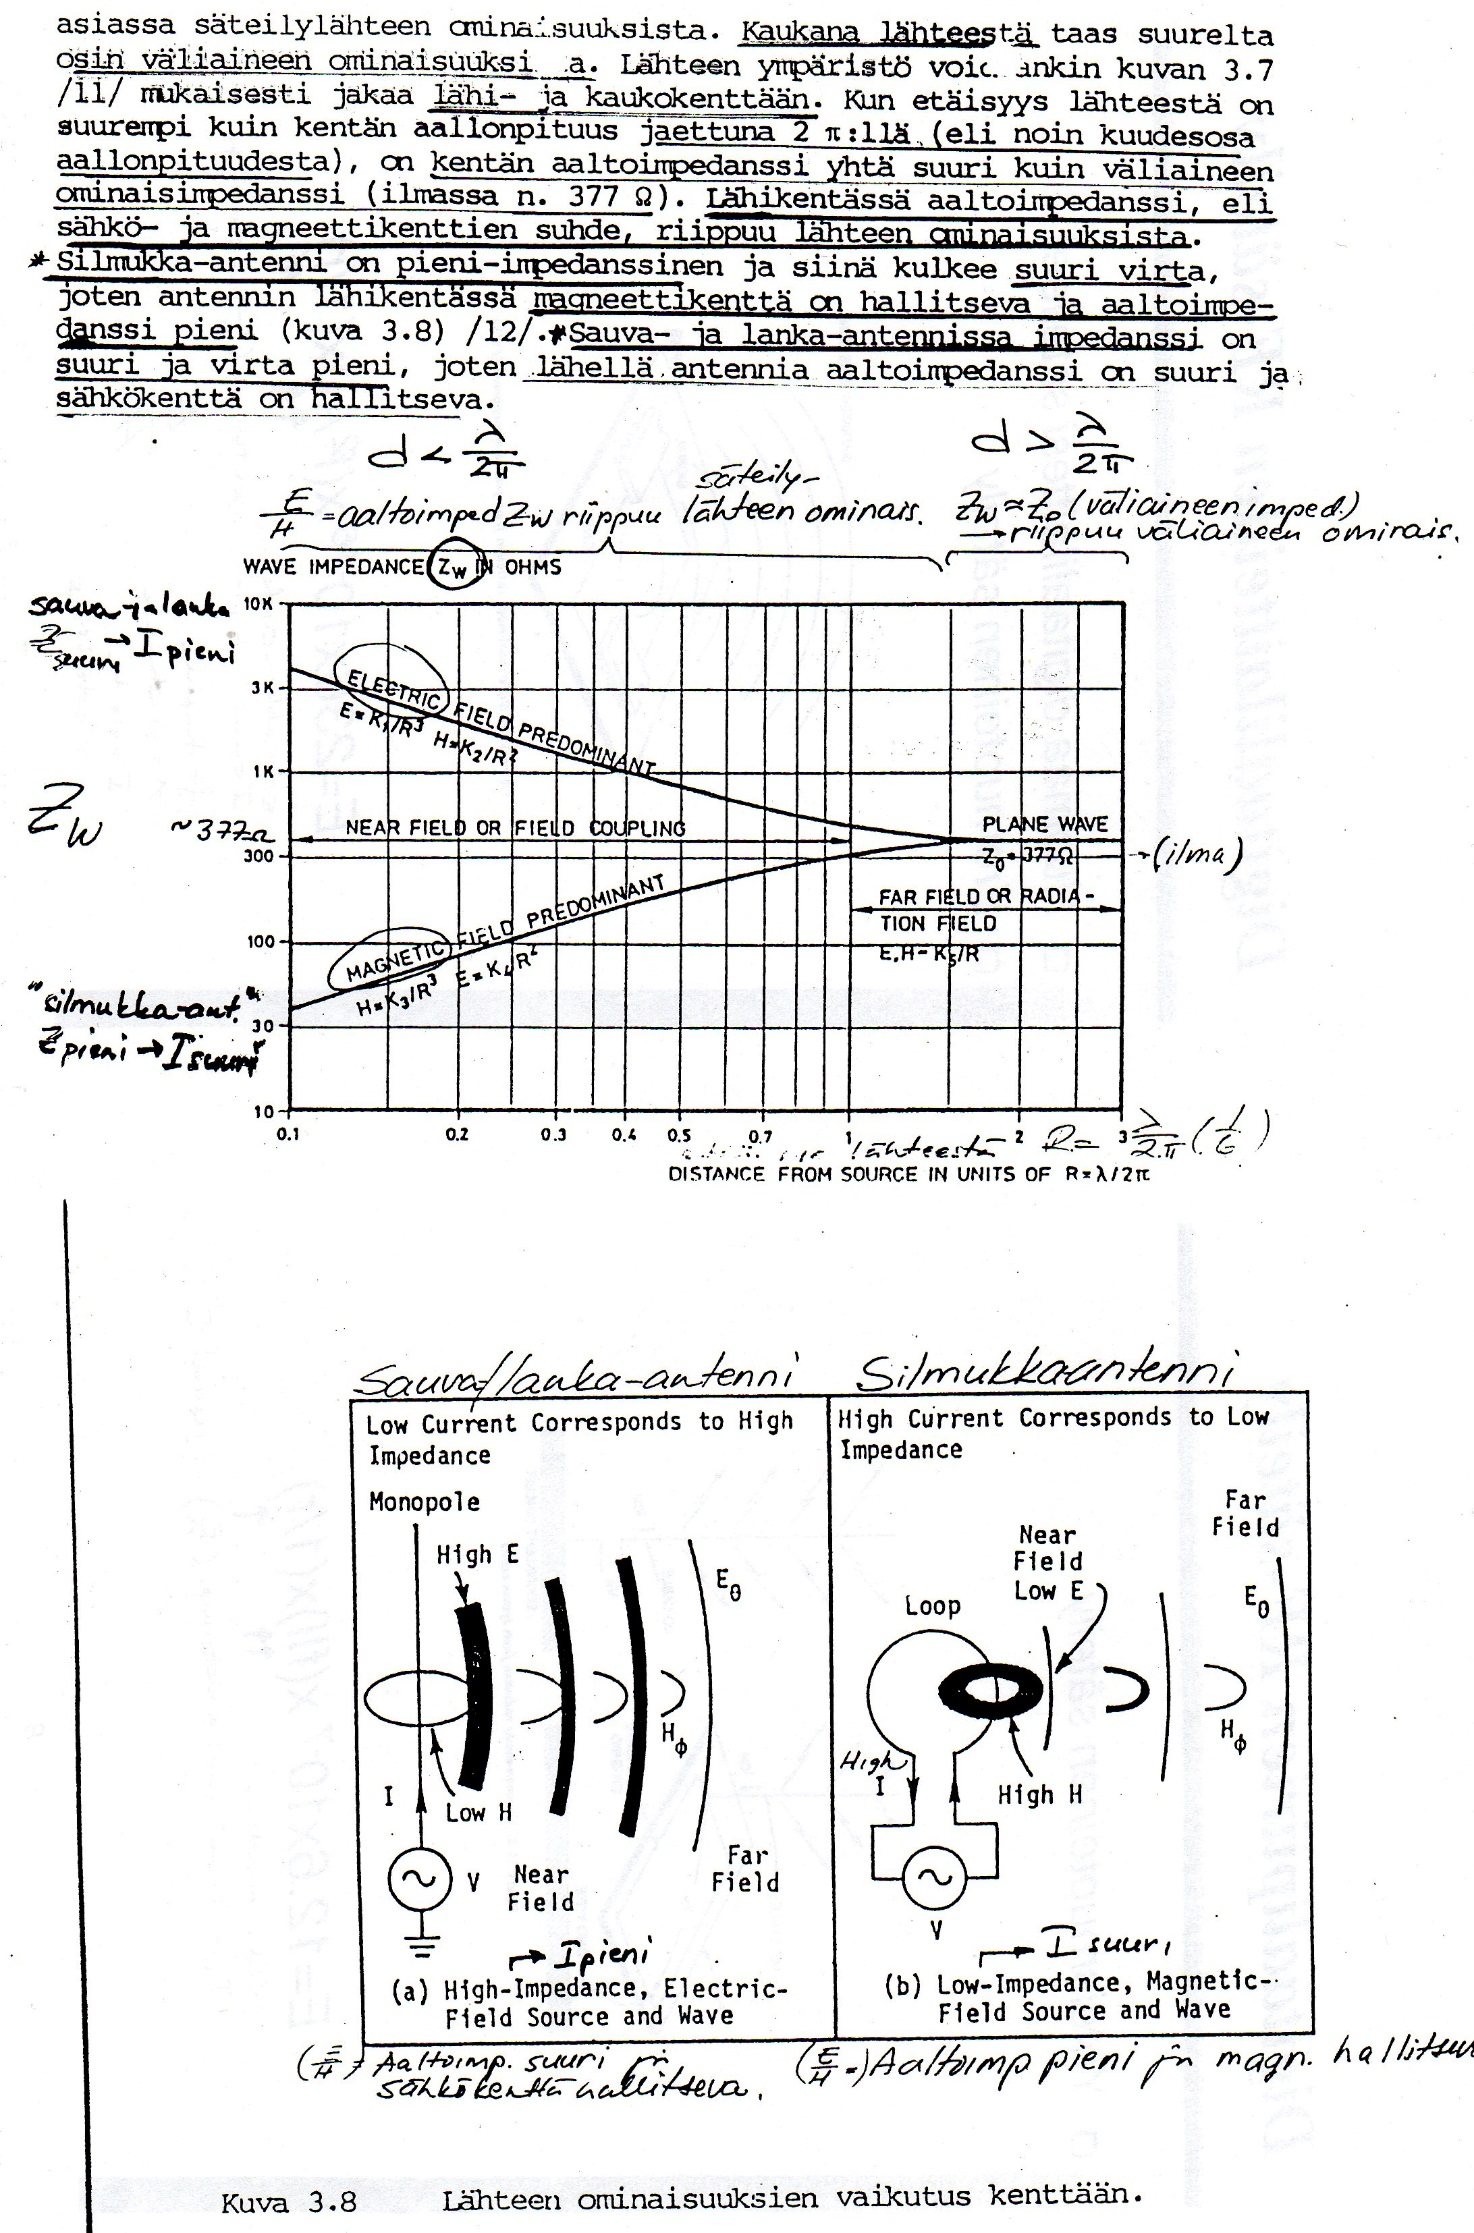 asiassa säteilylähteen ominaisuuksista. Kaukana lähteestä taas suurelta
osin väliaineen ominaisuuksi a. Lähteen ympäristö kuvan 3.7
/11/ mukaisesti jakaa lähi- ja kaukokenttään. Kun etäisyys lähteestä on
suurempi kuin kentän aallonpituus jaettuna 2 π:llä (eli noin kuudesosa
aallonpituudesta), on kentän aaltoimpedanssi yhtä suuri kuin väliaineen
ominaisimpedanssi (ilmassa n. 377 Ω). Lähikentässä aaltoimpedanssi, eli
sähkö- ja magneettikenttien suhde, riippuu lähteen ominaisuuksista.
*Silmukka-antenni on pieni-impedanssinen ja siinä kulkee suuri virta,
joten antennin lähikentässä magneettikenttä on hallitseva ja aaltoimpe-
danssi pieni (kuva 3.8) /12/.*Sauva- ja lanka-antennissa impedanssi on
suuri ja virta pieni, joten lähellä antennia aaltoimpedanssi on suuri ja
sähkökenttä on hallitseva.
d < λ/2π
d > λ/2π
säteily-
E/H = aaltoimped Zw riippuu lähteen ominais.
Zw ≈ Z₀ (väliaineen imped.)
→ riippuu väliaineen ominais.
WAVE IMPEDANCE (Zw IN OHMS
sauva-ja lanka
Z suuri → I pieni
10K
3K
1K
300
100
30
10
ELECTRIC FIELD PREDOMINANT
E=K₁/R³ H=K₂/R²
Zw ~377Ω
NEAR FIELD OR FIELD COUPLING
PLANE WAVE
Z₀=377Ω
→(ilma)
MAGNETIC FIELD PREDOMINANT
H=K₃/R³ E=K₄R²
FAR FIELD OR RADIA-
TION FIELD
E,H-K5/R
"silmukka-ant."
Z pieni → I suuri
0.1 0.2 0.3 0.4 0.5 0.7 1 2 3
lähteestä R= λ/2π (1/6)
DISTANCE FROM SOURCE IN UNITS OF R=λ/2π
Sauva-/lanka-antenni
Silmukkaantenni
Low Current Corresponds to High
Impedance
Monopole
High E
Eθ
Hϕ
I
Low H
V
Near
Field
Far
Field
→ I pieni
(a) High-Impedance, Electric-
Field Source and Wave
High Current Corresponds to Low
Impedance
Far
Field
Near
Field
Low E
Loop
Eθ
Hϕ
High
I
High H
V
→ I suuri
(b) Low-Impedance, Magnetic-
Field Source and Wave
(E/H = Aaltoimp. suuri ja
sähkökenttä hallitseva.
(E/H =) Aaltoimp pieni ja magn.
Kuva 3.8 Lähteen ominaisuuksien vaikutus kenttään.